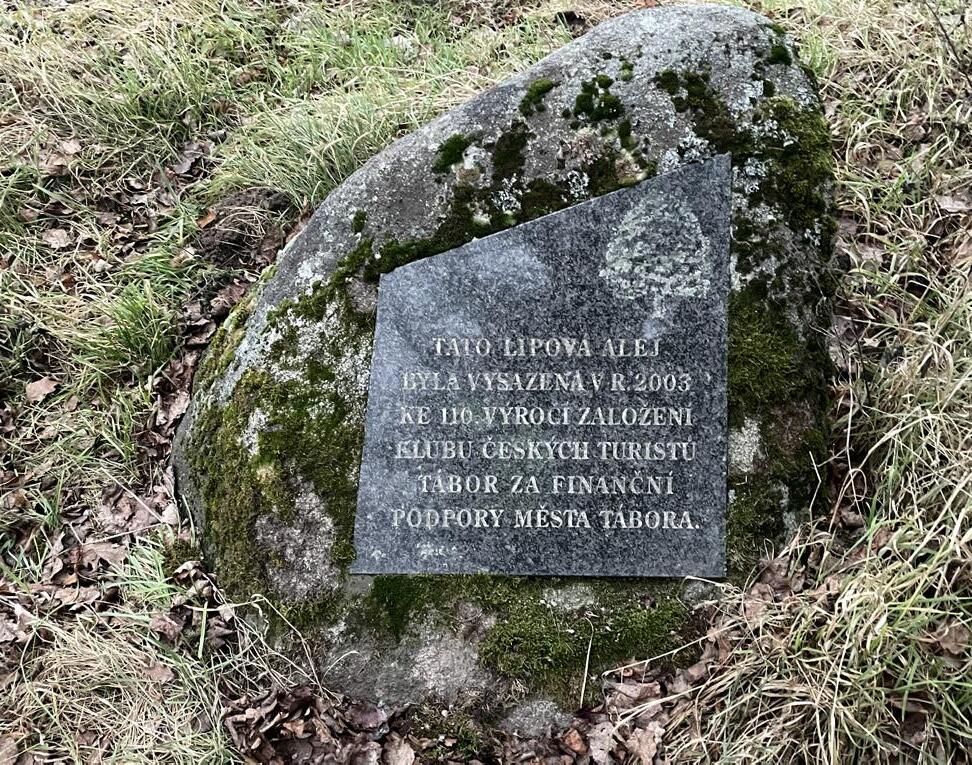 TATO LIPOVÁ ALEJ
BYLA VYSAZENA V R. 2003
KE 110. VÝROČÍ ZALOŽENÍ
KLUBU ČESKÝCH TURISTŮ
TÁBOR ZA FINANČNÍ
PODPORY MĚSTA TÁBORA.